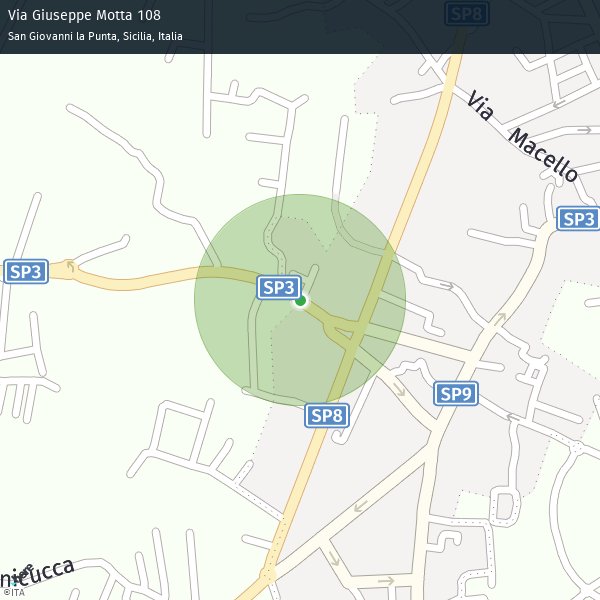 Via Giuseppe Motta 108
San Giovanni la Punta, Sicilia, Italia
SP8
Via Macello
SP3
SP3
SP3
SP9
SP8
nicucca
©ITA